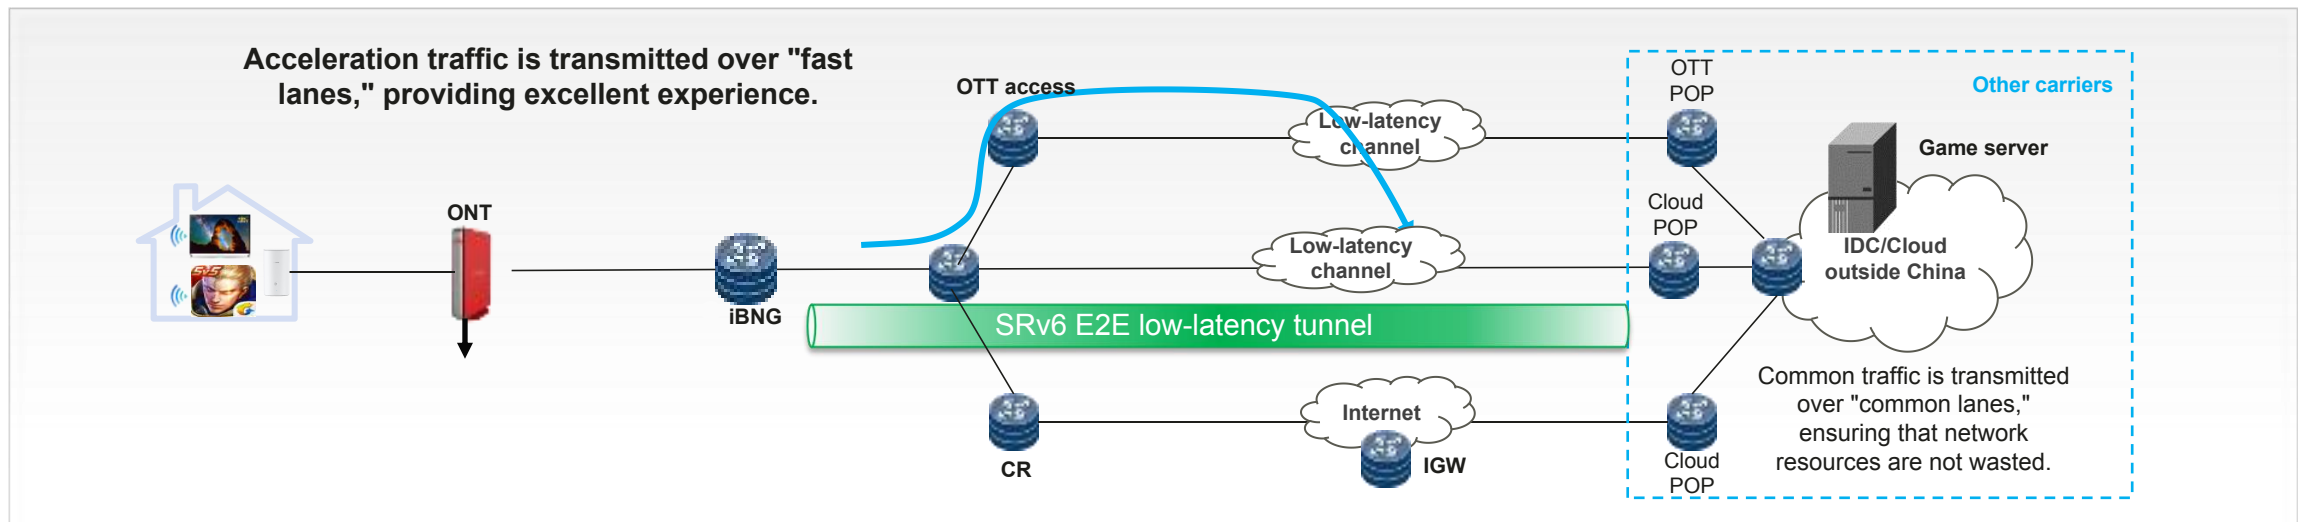 Acceleration traffic is transmitted over "fast
lanes," providing excellent experience.
OTT access
OTT
POP
Other carriers
Low-latency
channel
Game server
ONT
Cloud
POP
Low-latency
channel
IDC/Cloud
outside China
5v5
iBNG
SRv6 E2E low-latency tunnel
Common traffic is transmitted
over "common lanes,"
ensuring that network
resources are not wasted.
Internet
CR
IGW
Cloud
POP